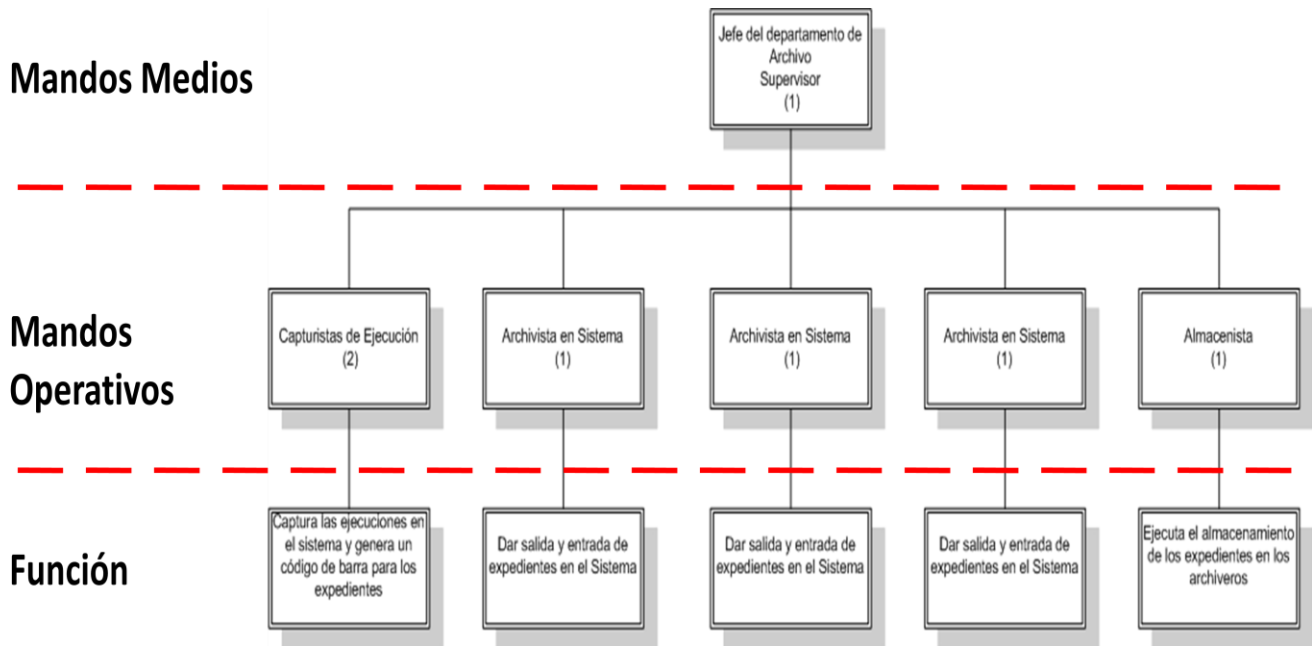 Mandos Medios
Jefe del departamento de
Archivo
Supervisor
(1)
Mandos
Operativos
Capturistas de Ejecución
(2)
Archivista en Sistema
(1)
Archivista en Sistema
(1)
Archivista en Sistema
(1)
Almacenista
(1)
Función
Captura las ejecuciones en
el sistema y genera un
código de barra para los
expedientes
Dar salida y entrada de
expedientes en el Sistema
Dar salida y entrada de
expedientes en el Sistema
Dar salida y entrada de
expedientes en el Sistema
Ejecuta el almacenamiento
de los expedientes en los
archiveros